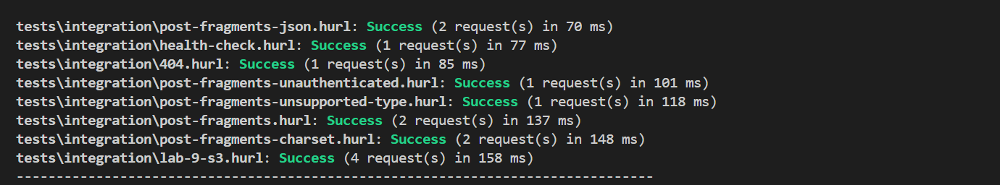 tests\integration\post-fragments-json.hurl: Success (2 request(s) in 70 ms)
tests\integration\health-check.hurl: Success (1 request(s) in 77 ms)
tests\integration\404.hurl: Success (1 request(s) in 85 ms)
tests\integration\post-fragments-unauthenticated.hurl: Success (1 request(s) in 101 ms)
tests\integration\post-fragments-unsupported-type.hurl: Success (1 request(s) in 118 ms)
tests\integration\post-fragments.hurl: Success (2 request(s) in 137 ms)
tests\integration\post-fragments-charset.hurl: Success (2 request(s) in 148 ms)
tests\integration\lab-9-s3.hurl: Success (4 request(s) in 158 ms)
--------------------------------------------------------------------------------